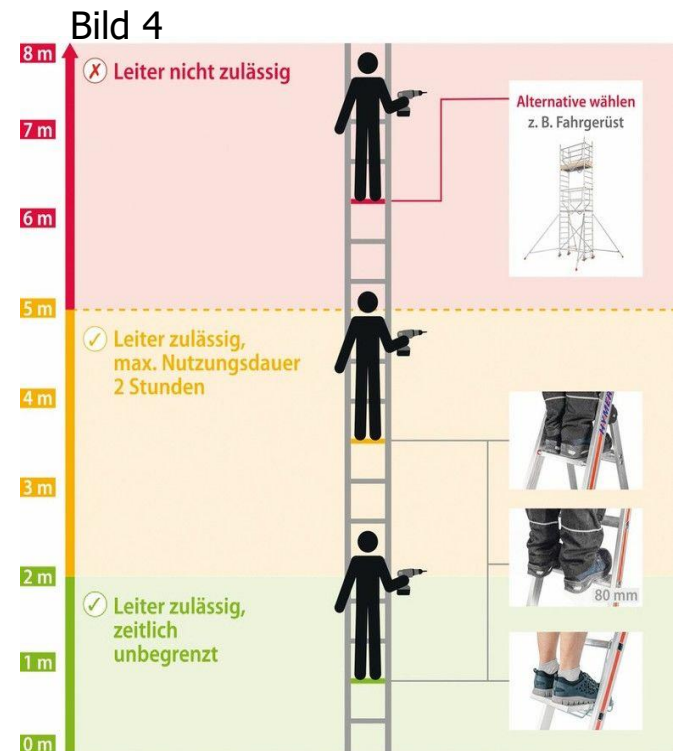 Bild 4
8 m
Leiter nicht zulässig
Alternative wählen
z. B. Fahrgerüst
7 m
6 m
5 m
Leiter zulässig,
max. Nutzungsdauer
2 Stunden
4 m
HYMER
3 m
2 m
80 mm
Leiter zulässig,
zeitlich
unbegrenzt
1 m
0 m